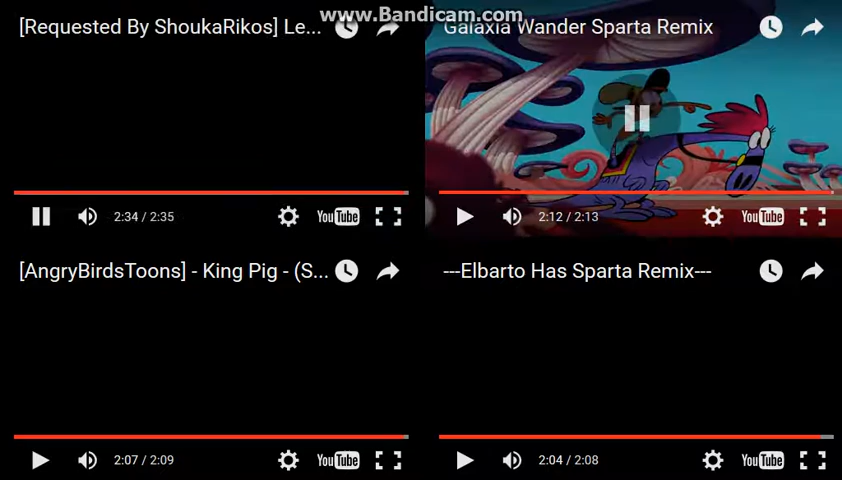 www.Bandicam.com
[Requested By ShoukaRikos] Le...
Galaxia Wander Sparta Remix
2:34 / 2:35
YouTube
2:12 / 2:13
YouTube
[AngryBirdsToons] - King Pig - (S...
---Elbarto Has Sparta Remix---
2:07 / 2:09
YouTube
2:04 / 2:08
YouTube